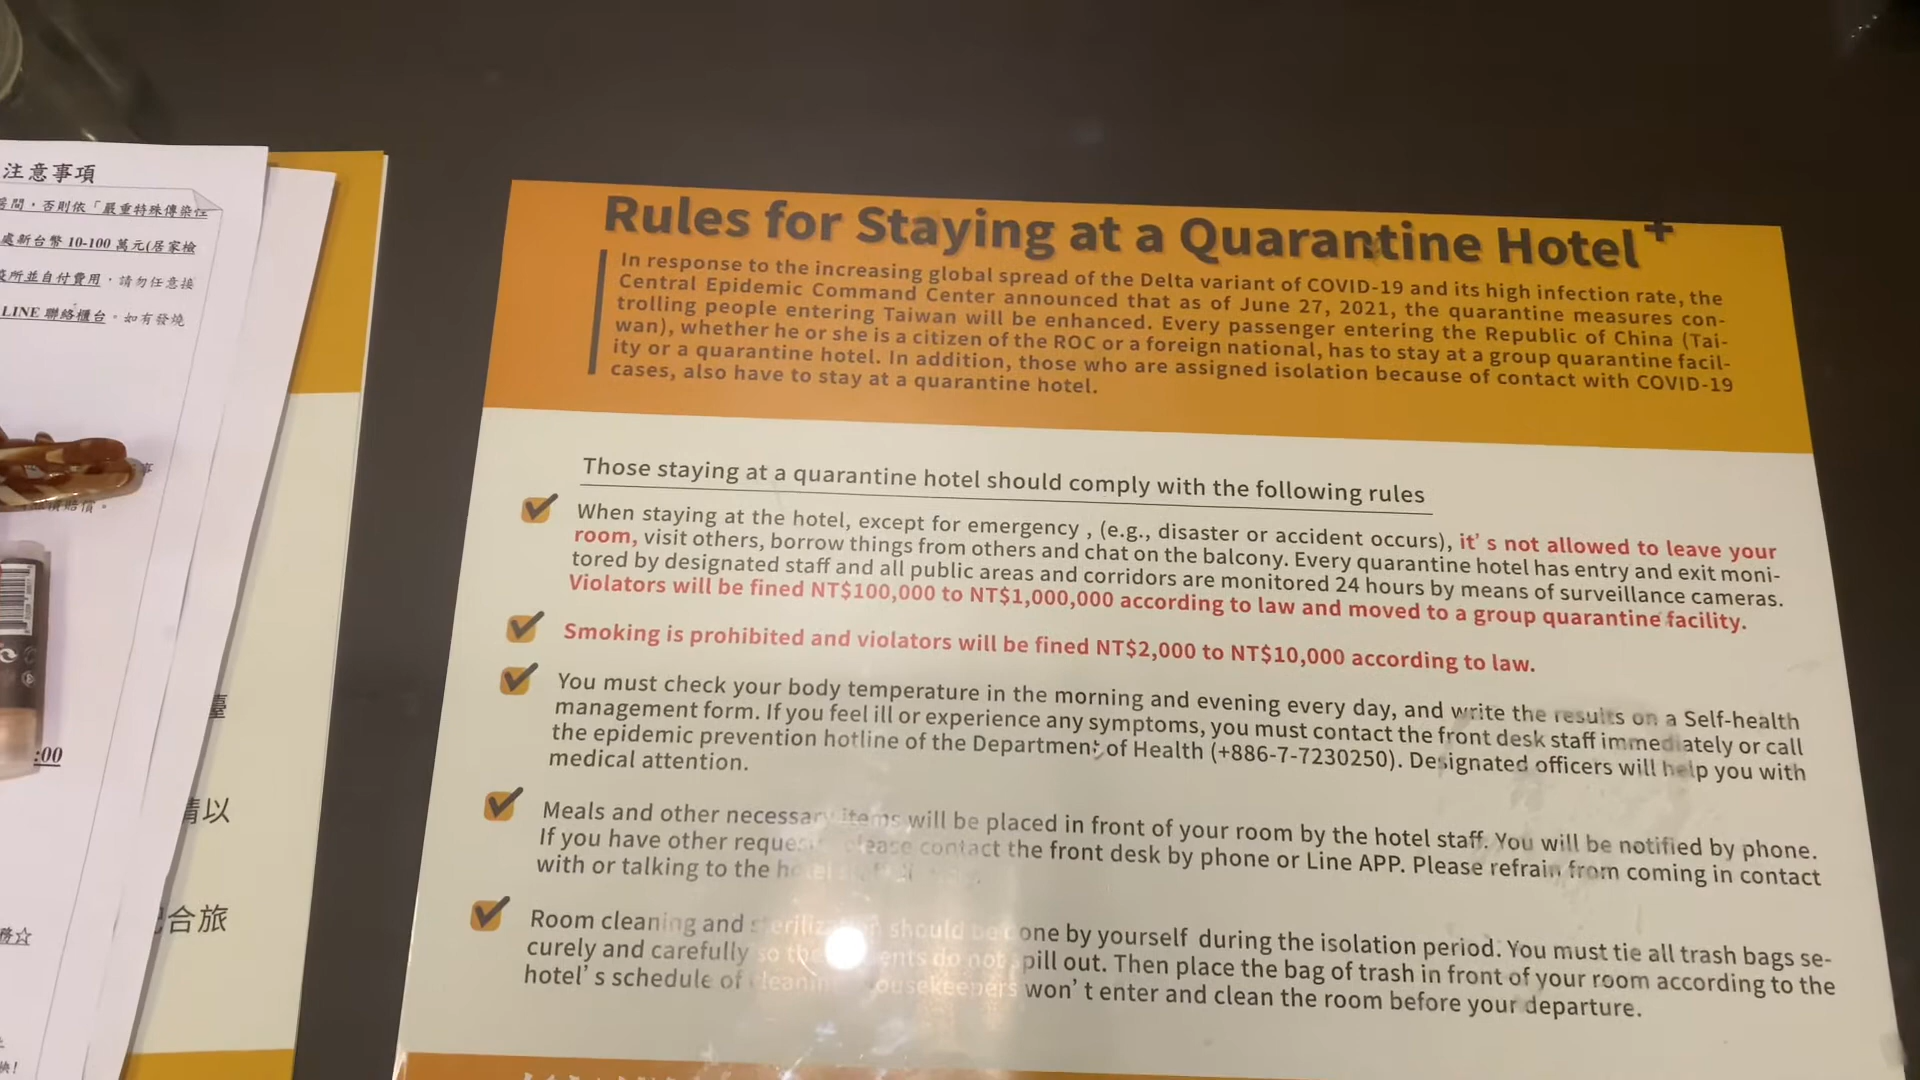 注意事項
房間，否則依「嚴重特殊傳染性
處新台幣 10-100 萬元(居家檢
所並自付費用，請勿任意接
LINE 聯絡櫃台。如有發燒
賠償。
:00
請以
配合旅
務☆
Rules for Staying at a Quarantine Hotel+
In response to the increasing global spread of the Delta variant of COVID-19 and its high infection rate, the
Central Epidemic Command Center announced that as of June 27, 2021, the quarantine measures con-
trolling people entering Taiwan will be enhanced. Every passenger entering the Republic of China (Tai-
wan), whether he or she is a citizen of the ROC or a foreign national, has to stay at a group quarantine facil-
ity or a quarantine hotel. In addition, those who are assigned isolation because of contact with COVID-19
cases, also have to stay at a quarantine hotel.
Those staying at a quarantine hotel should comply with the following rules
When staying at the hotel, except for emergency , (e.g., disaster or accident occurs), it's not allowed to leave your
room, visit others, borrow things from others and chat on the balcony. Every quarantine hotel has entry and exit moni-
tored by designated staff and all public areas and corridors are monitored 24 hours by means of surveillance cameras.
Violators will be fined NT$100,000 to NT$1,000,000 according to law and moved to a group quarantine facility.
Smoking is prohibited and violators will be fined NT$2,000 to NT$10,000 according to law.
You must check your body temperature in the morning and evening every day, and write the results on a Self-health
management form. If you feel ill or experience any symptoms, you must contact the front desk staff immediately or call
the epidemic prevention hotline of the Department of Health (+886-7-7230250). Designated officers will help you with
medical attention.
Meals and other necessary items will be placed in front of your room by the hotel staff. You will be notified by phone.
If you have other requests, please contact the front desk by phone or Line APP. Please refrain from coming in contact
with or talking to the hotel staff
Room cleaning and sterilization should be done by yourself during the isolation period. You must tie all trash bags se-
curely and carefully so the contents do not spill out. Then place the bag of trash in front of your room according to the
hotel's schedule of cleaning housekeepers won't enter and clean the room before your departure.